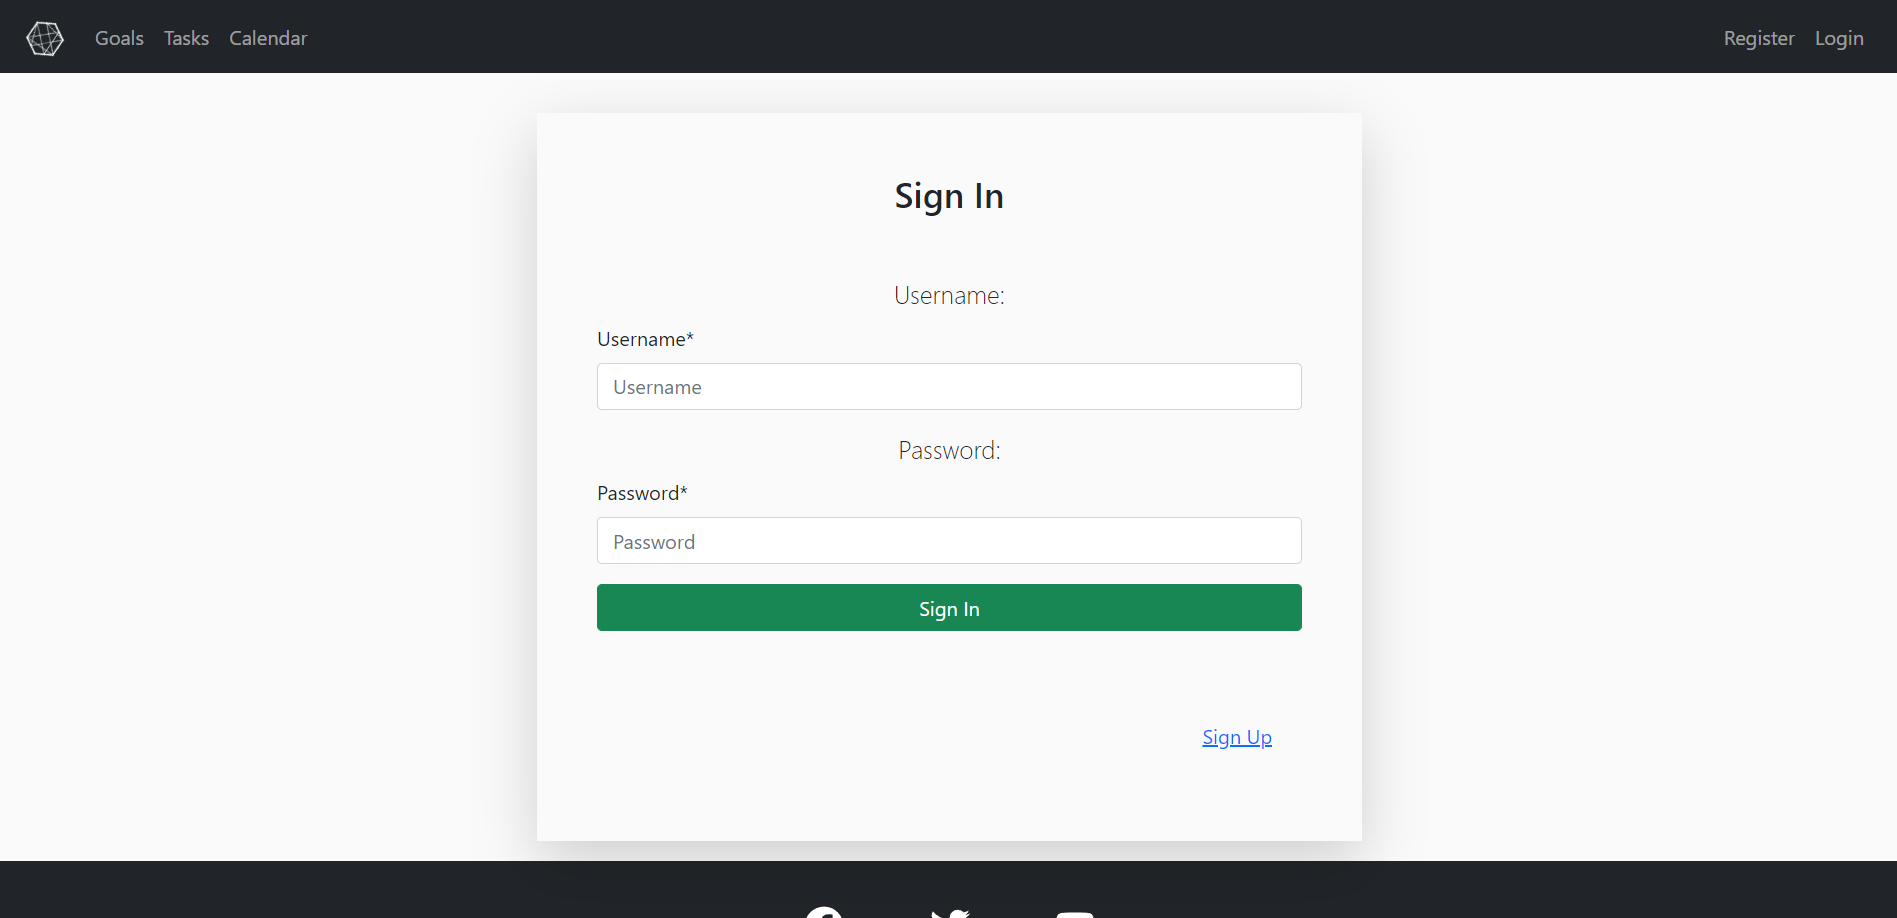 Goals Tasks Calendar Register Login
Sign In
Username:
Username*
Username
Password:
Password*
Password
Sign In
Sign Up